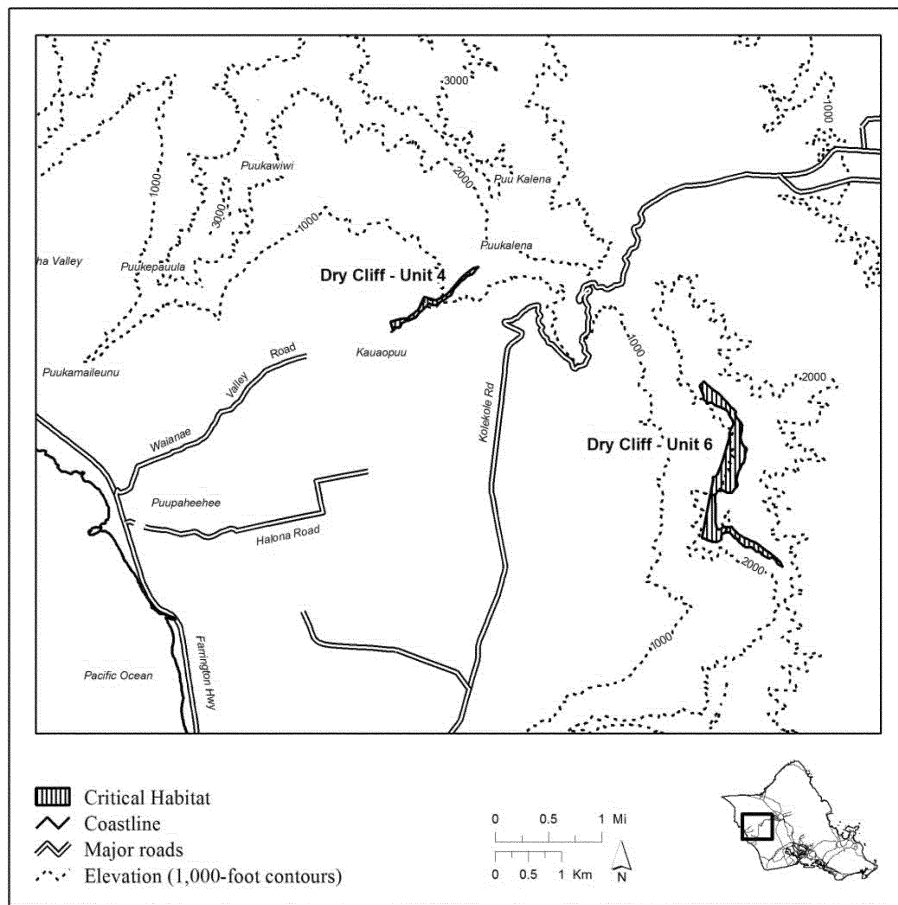 3000
1000
Puukawiwi
2000
Puu Kalena
1000
3000
1000
Puukalena
ha Valley
Puukepauula
Dry Cliff - Unit 4
Kauaopuu
1000
Puukamaileunu
Waianae Valley Road
2000
Kolekole Rd
Dry Cliff - Unit 6
Puupaheehee
Halona Road
2000
1000
Pacific Ocean
Farrington Hwy
Critical Habitat
Coastline
Major roads
Elevation (1,000-foot contours)
0 0.5 1 Mi
0 0.5 1 Km
N